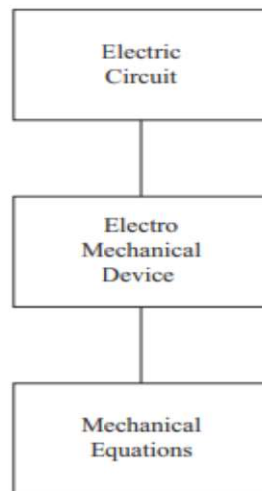 Electric
Circuit
Electro
Mechanical
Device
Mechanical
Equations